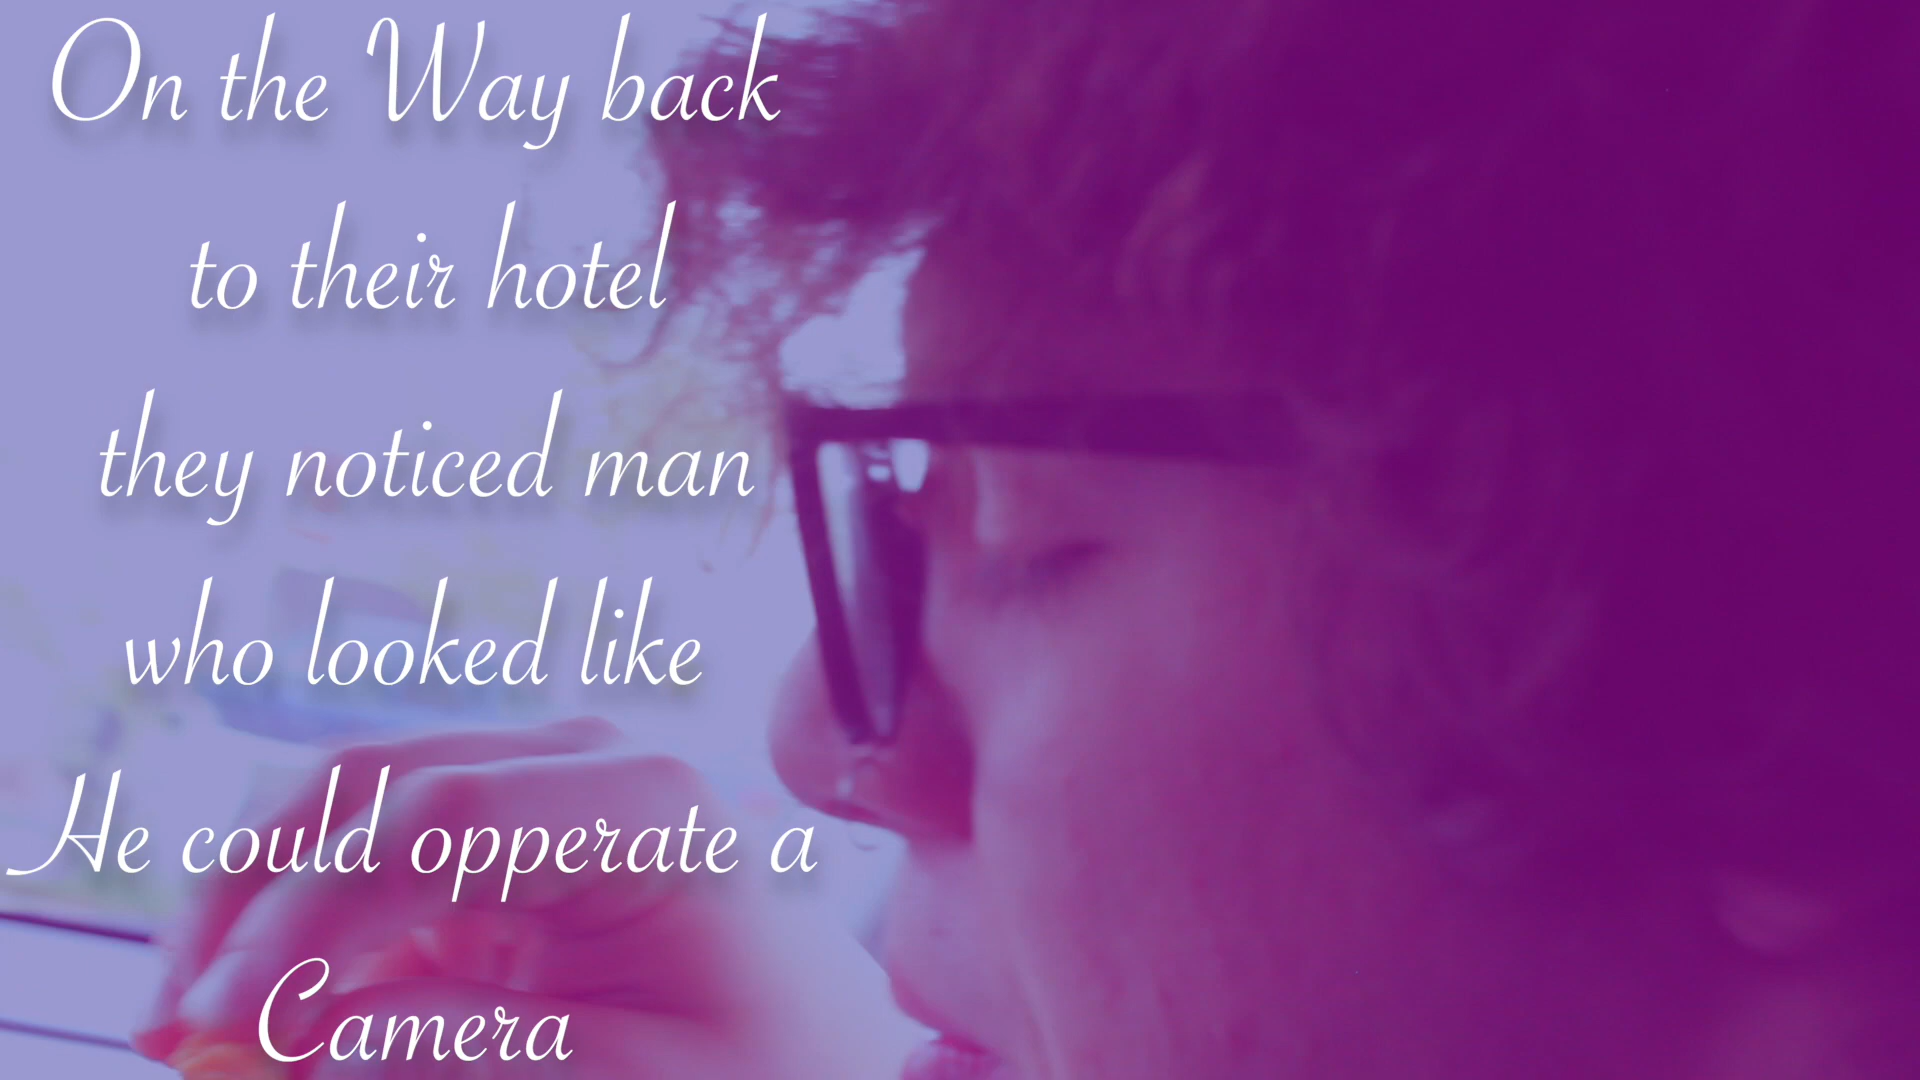 On the Way back
to their hotel
they noticed man
who looked like
He could opperate a
Camera